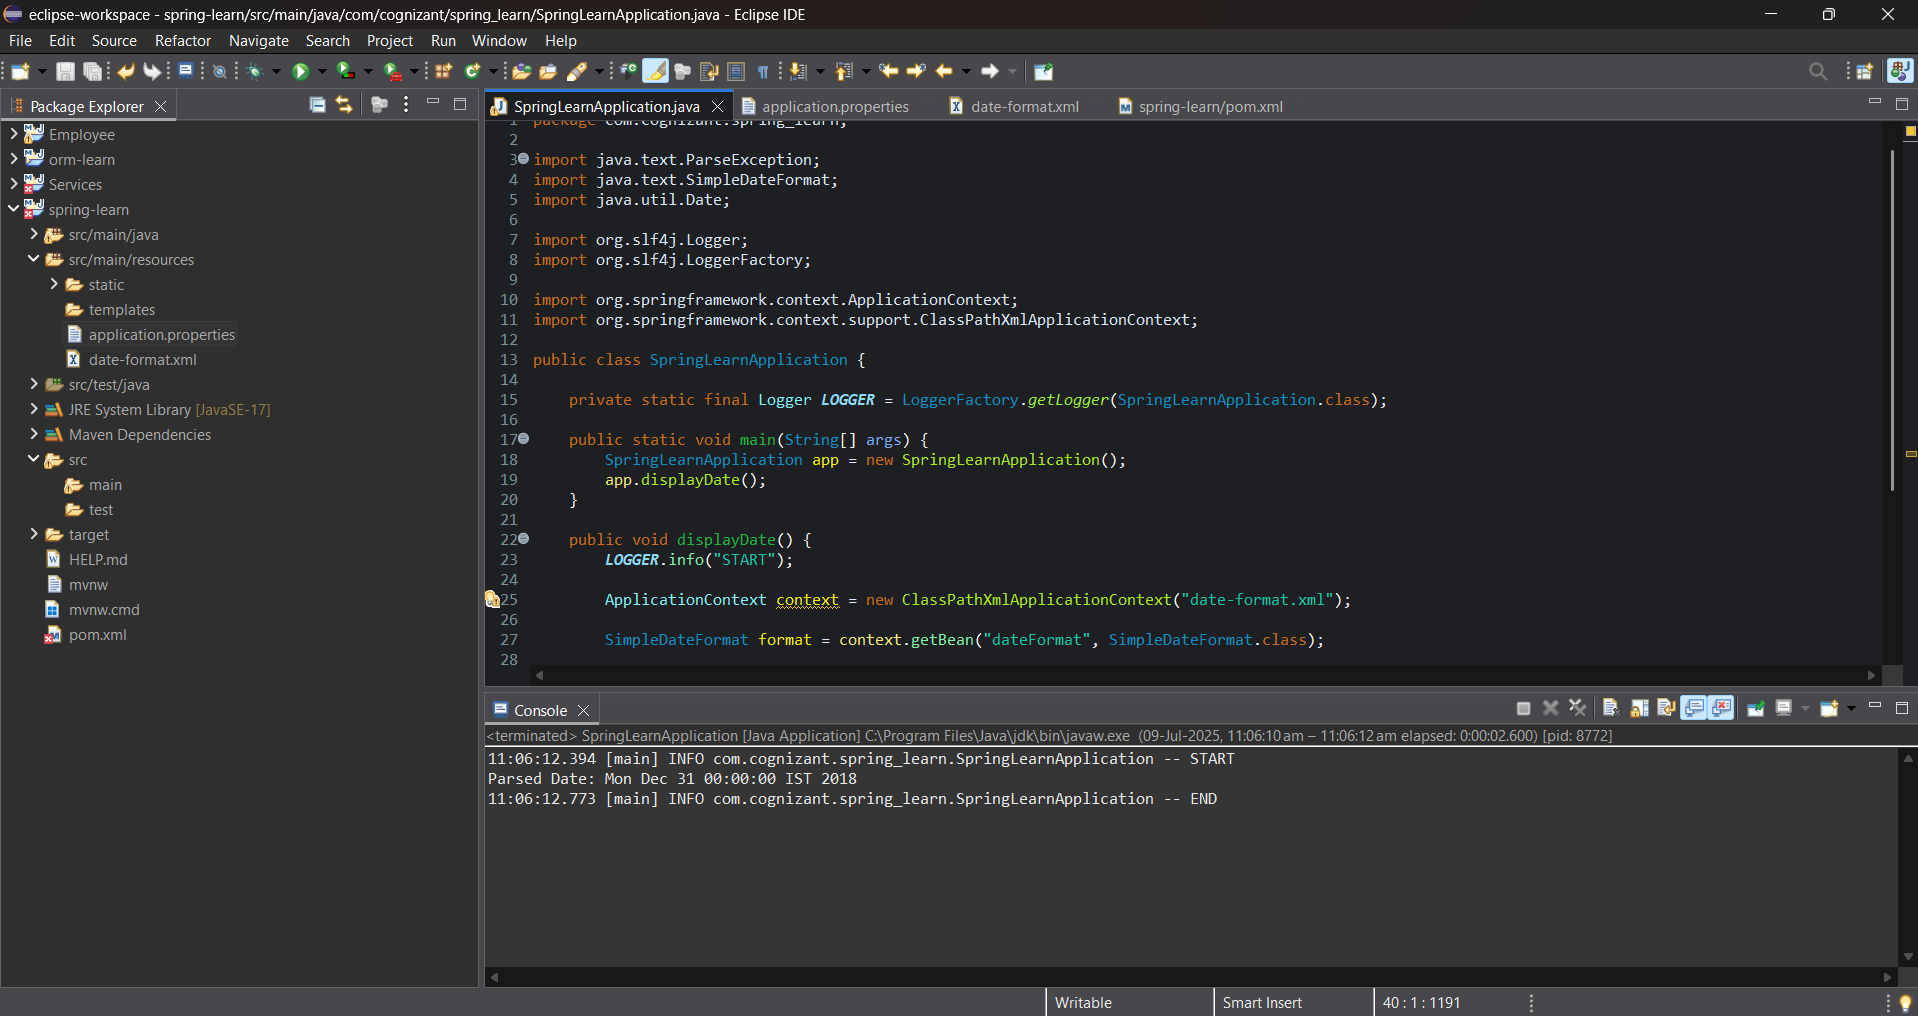 eclipse-workspace - spring-learn/src/main/java/com/cognizant/spring_learn/SpringLearnApplication.java - Eclipse IDE
File Edit Source Refactor Navigate Search Project Run Window Help
Package Explorer
Employee
orm-learn
Services
spring-learn
src/main/java
src/main/resources
static
templates
application.properties
date-format.xml
src/test/java
JRE System Library [JavaSE-17]
Maven Dependencies
src
main
test
target
HELP.md
mvnw
mvnw.cmd
pom.xml
SpringLearnApplication.java application.properties date-format.xml spring-learn/pom.xml
1 package com.cognizant.spring_learn;
2
3 import java.text.ParseException;
4 import java.text.SimpleDateFormat;
5 import java.util.Date;
6
7 import org.slf4j.Logger;
8 import org.slf4j.LoggerFactory;
9
10 import org.springframework.context.ApplicationContext;
11 import org.springframework.context.support.ClassPathXmlApplicationContext;
12
13 public class SpringLearnApplication {
14
15 private static final Logger LOGGER = LoggerFactory.getLogger(SpringLearnApplication.class);
16
17 public static void main(String[] args) {
18 SpringLearnApplication app = new SpringLearnApplication();
19 app.displayDate();
20 }
21
22 public void displayDate() {
23 LOGGER.info("START");
24
25 ApplicationContext context = new ClassPathXmlApplicationContext("date-format.xml");
26
27 SimpleDateFormat format = context.getBean("dateFormat", SimpleDateFormat.class);
28
Console
<terminated> SpringLearnApplication [Java Application] C:\Program Files\Java\jdk\bin\javaw.exe (09-Jul-2025, 11:06:10 am – 11:06:12 am elapsed: 0:00:02.600) [pid: 8772]
11:06:12.394 [main] INFO com.cognizant.spring_learn.SpringLearnApplication -- START
Parsed Date: Mon Dec 31 00:00:00 IST 2018
11:06:12.773 [main] INFO com.cognizant.spring_learn.SpringLearnApplication -- END
Writable Smart Insert 40 : 1 : 1191